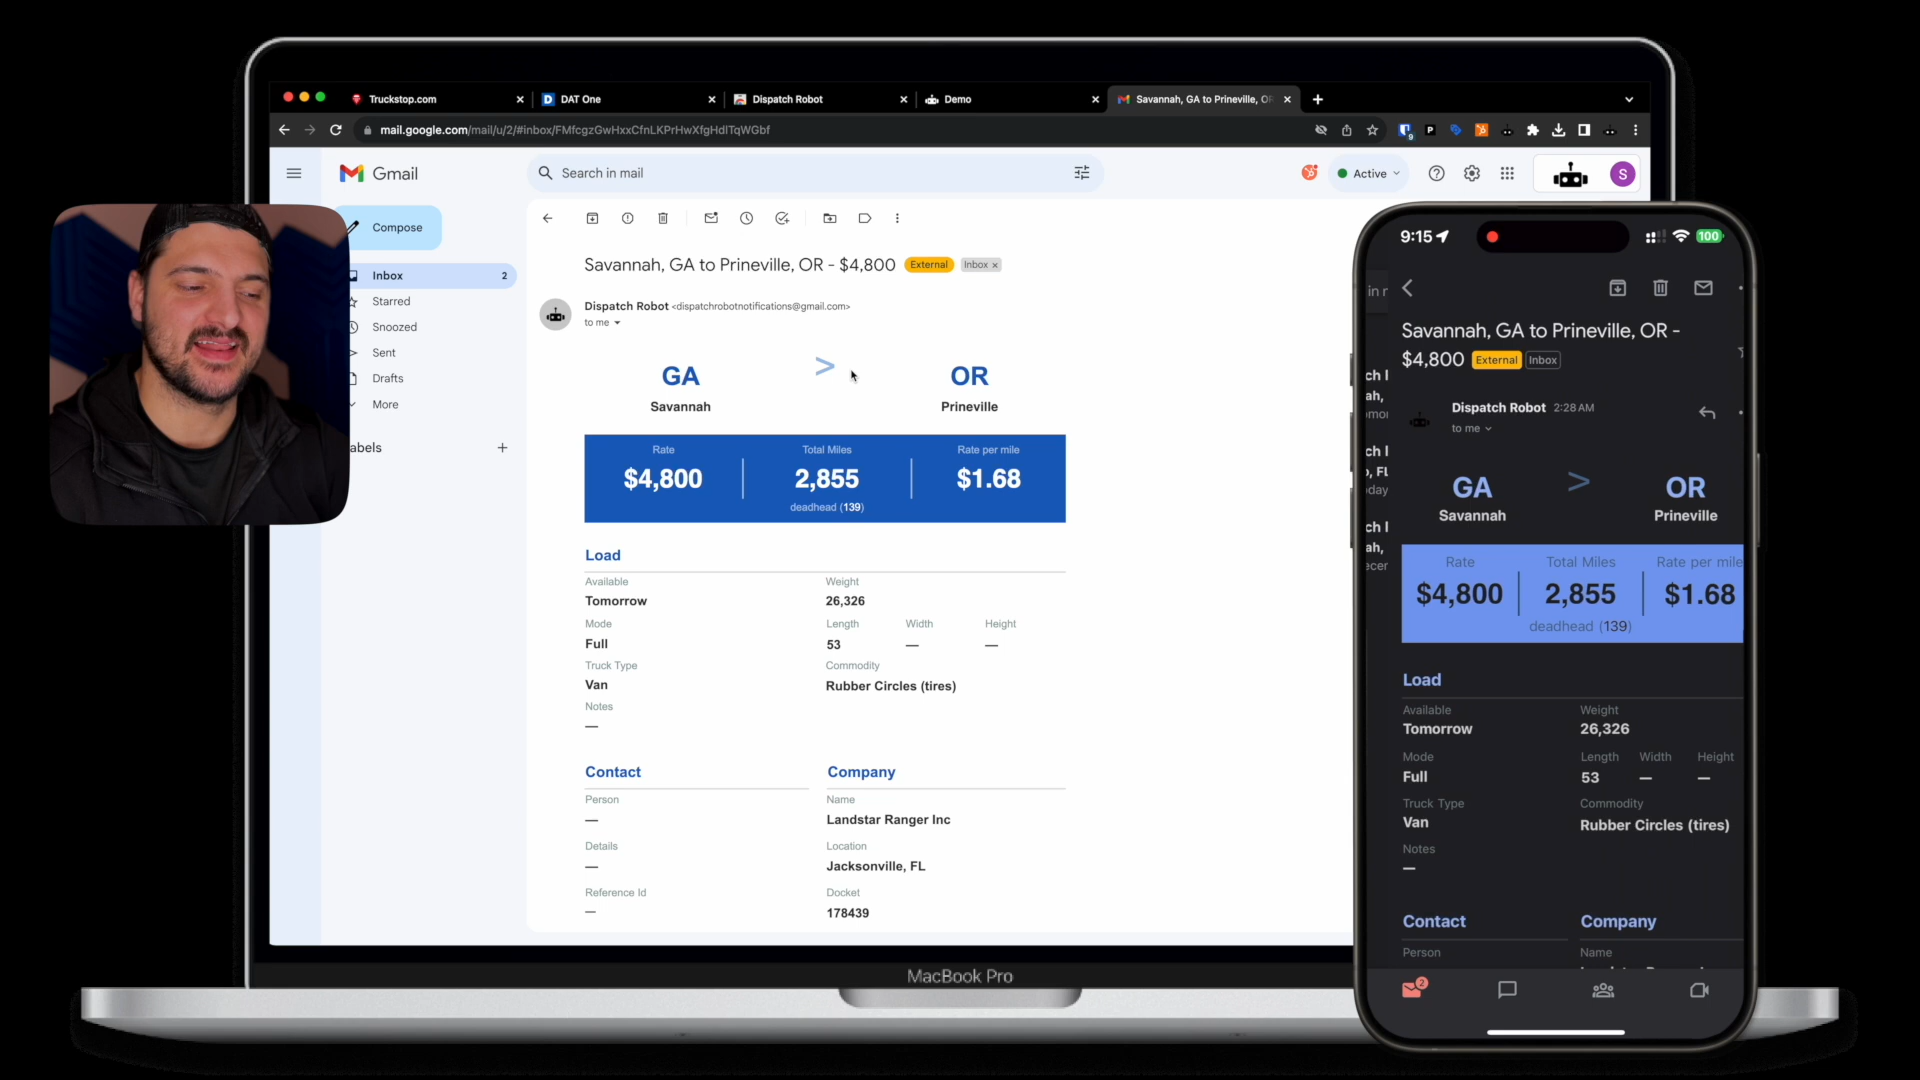 Truckstop.com
DAT One
Dispatch Robot
Demo
Savannah, GA to Prineville, OR
mail.google.com/mail/u/2/#inbox/FMfcgzGwHxxCfnLKPrHwXfgHdITqWGbf
Gmail
Search in mail
Active
S
Compose
Inbox 2
Starred
Snoozed
Sent
Drafts
More
abels
Savannah, GA to Prineville, OR - $4,800 External Inbox x
Dispatch Robot <dispatchrobotnotifications@gmail.com>
to me
GA > OR
Savannah Prineville
Rate Total Miles Rate per mile
$4,800 2,855 $1.68
deadhead (139)
Load
Available Weight
Tomorrow 26,326
Mode Length Width Height
Full 53 — —
Truck Type Commodity
Van Rubber Circles (tires)
Notes
—
Contact Company
Person Name
— Landstar Ranger Inc
Details Location
— Jacksonville, FL
Reference Id Docket
— 178439
MacBook Pro
9:15 100
Savannah, GA to Prineville, OR -
$4,800 External Inbox
Dispatch Robot 2:28 AM
to me
GA > OR
Savannah Prineville
Rate Total Miles Rate per mile
$4,800 2,855 $1.68
deadhead (139)
Load
Available Weight
Tomorrow 26,326
Mode Length Width Height
Full 53 — —
Truck Type Commodity
Van Rubber Circles (tires)
Notes
—
Contact Company
Person Name
2